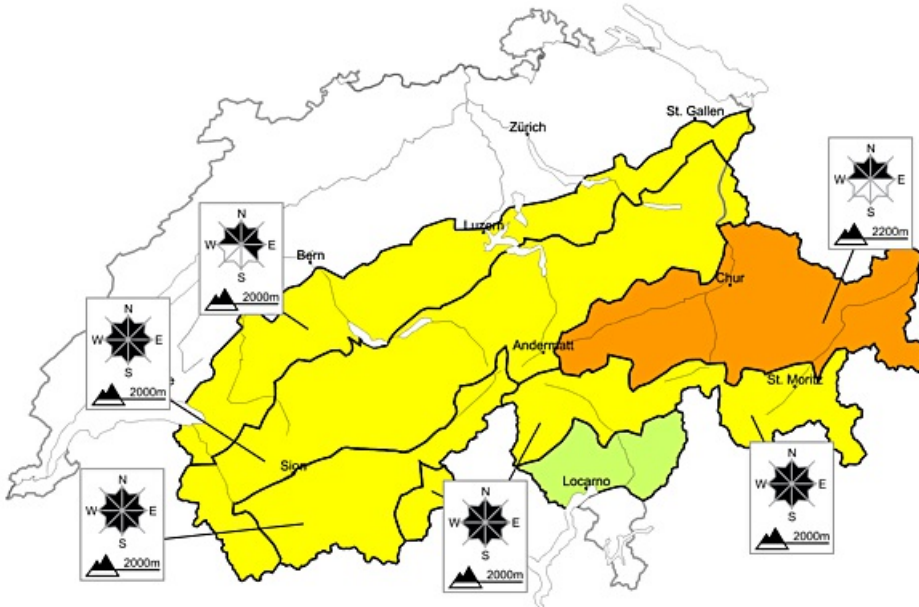 St. Gallen
Zürich
N
W E
S
2200m
N
W E
S
2000m
Luzern
Bern
Chur
N
W E
S
2000m
Andermatt
St. Moritz
Sion
Locarno
N
W E
S
2000m
N
W E
S
2000m
N
W E
S
2000m